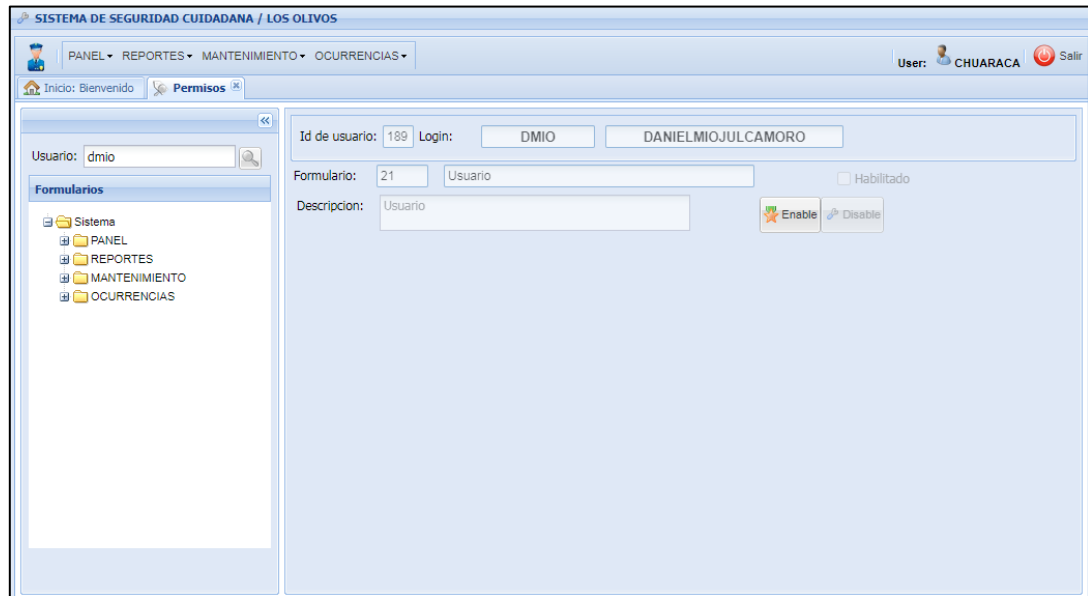 SISTEMA DE SEGURIDAD CUIDADANA / LOS OLIVOS
PANEL REPORTES MANTENIMIENTO OCURRENCIAS User: CHUARACA Salir
Inicio: Bienvenido Permisos
Usuario: dmio
Formularios
Sistema
PANEL
REPORTES
MANTENIMIENTO
OCURRENCIAS
Id de usuario: 189 Login: DMIO DANIELMIOJULCAMORO
Formulario: 21 Usuario Habilitado
Descripcion: Usuario Enable Disable